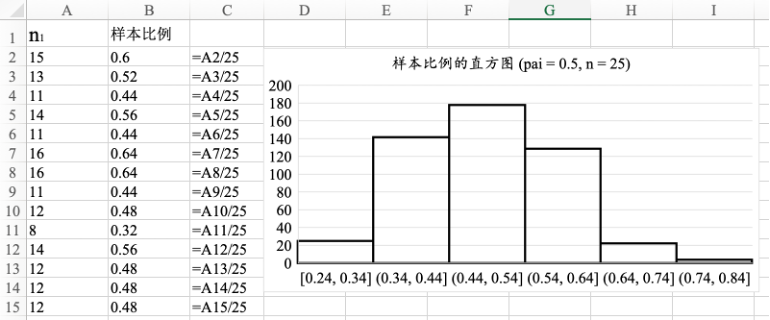 A B C D E F G H I
1 n₁ 样本比例
2 15 0.6 =A2/25
3 13 0.52 =A3/25
4 11 0.44 =A4/25
5 14 0.56 =A5/25
6 11 0.44 =A6/25
7 16 0.64 =A7/25
8 16 0.64 =A8/25
9 11 0.44 =A9/25
10 12 0.48 =A10/25
11 8 0.32 =A11/25
12 14 0.56 =A12/25
13 12 0.48 =A13/25
14 12 0.48 =A14/25
15 12 0.48 =A15/25
样本比例的直方图 (pai = 0.5, n = 25)
200
180
160
140
120
100
80
60
40
20
0
[0.24, 0.34] (0.34, 0.44] (0.44, 0.54] (0.54, 0.64] (0.64, 0.74] (0.74, 0.84]